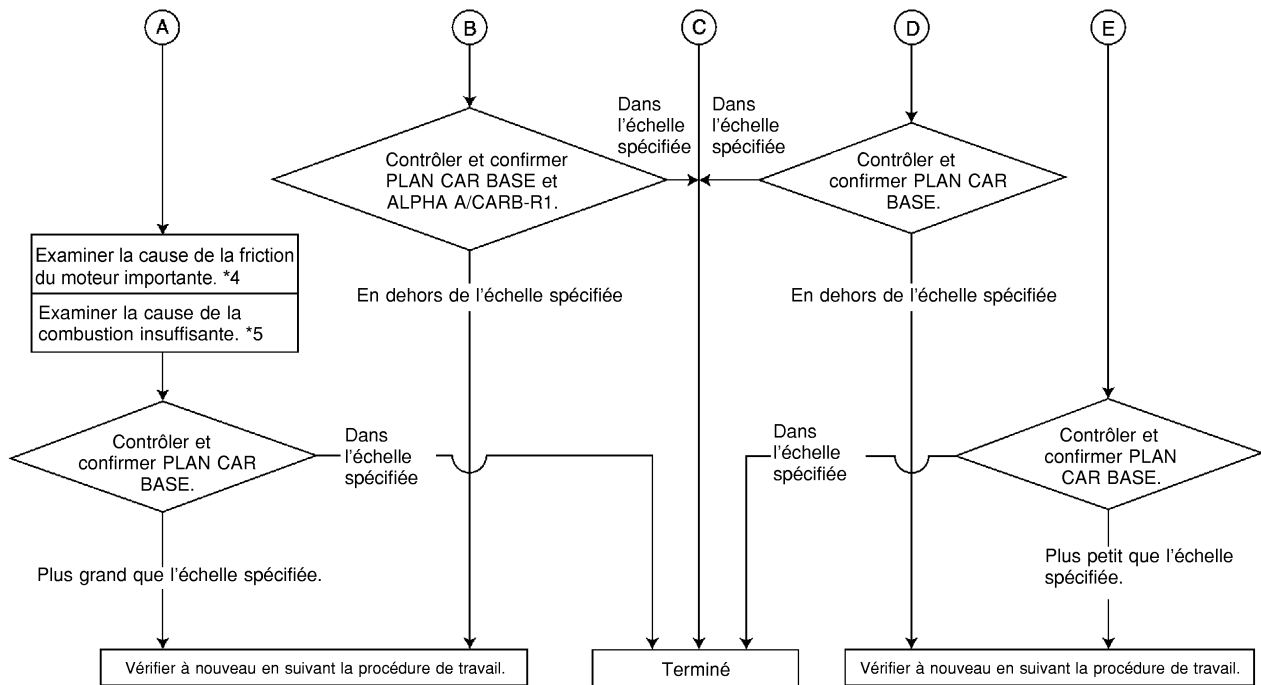 A
B
C
D
E
Dans
l'échelle
spécifiée
Dans
l'échelle
spécifiée
Contrôler et confirmer
PLAN CAR BASE et
ALPHA A/CARB-R1.
Contrôler et
confirmer PLAN CAR
BASE.
Examiner la cause de la friction
du moteur importante. *4
Examiner la cause de la
combustion insuffisante. *5
En dehors de l'échelle spécifiée
En dehors de l'échelle spécifiée
Contrôler et
confirmer PLAN CAR
BASE.
Dans
l'échelle
spécifiée
Dans
l'échelle
spécifiée
Contrôler et
confirmer PLAN
CAR BASE.
Plus grand que l'échelle spécifiée.
Plus petit que l'échelle
spécifiée.
Vérifier à nouveau en suivant la procédure de travail.
Terminé
Vérifier à nouveau en suivant la procédure de travail.